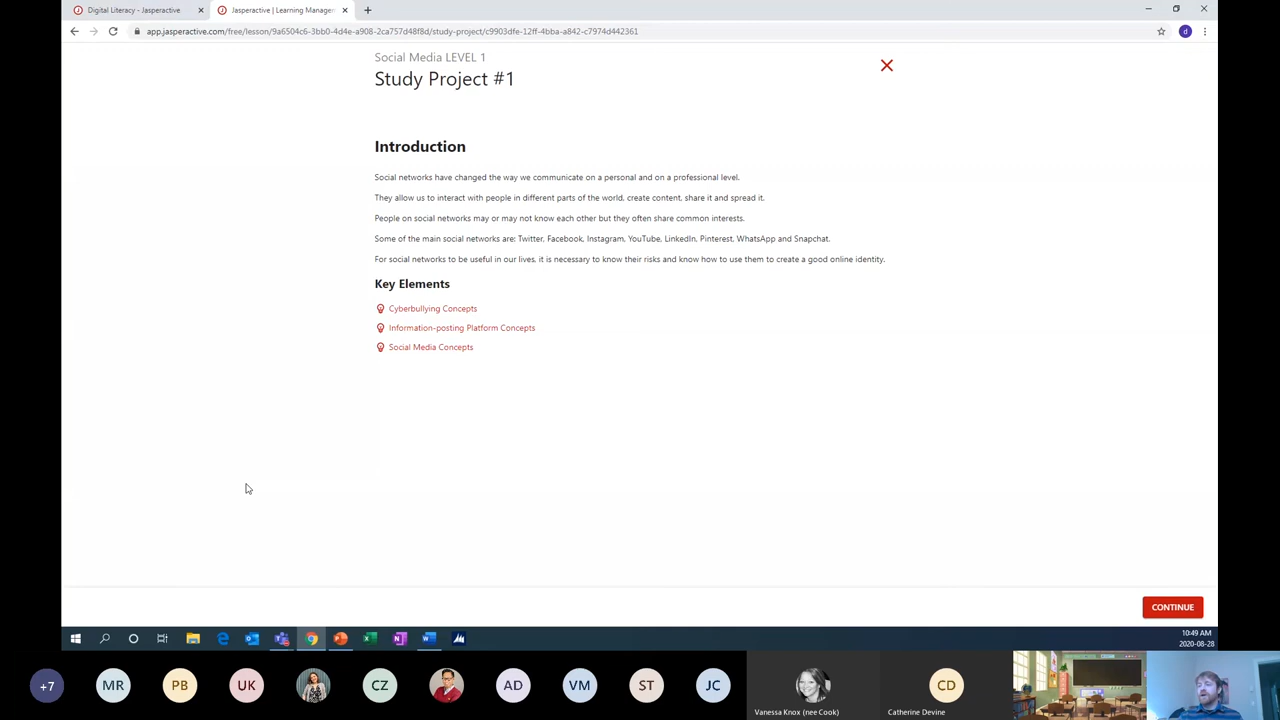 Digital Literacy - Jasperactive
Jasperactive | Learning Manage
app.jasperactive.com/free/lesson/9a6504c6-3bb0-4d4e-a908-2ca757d48f8d/study-project/c9903dfe-12ff-4bba-a842-c7974d442361
d
Social Media LEVEL 1
Study Project #1
Introduction
Social networks have changed the way we communicate on a personal and on a professional level.
They allow us to interact with people in different parts of the world, create content, share it and spread it.
People on social networks may or may not know each other but they often share common interests.
Some of the main social networks are: Twitter, Facebook, Instagram, YouTube, LinkedIn, Pinterest, WhatsApp and Snapchat.
For social networks to be useful in our lives, it is necessary to know their risks and know how to use them to create a good online identity.
Key Elements
Cyberbullying Concepts
Information-posting Platform Concepts
Social Media Concepts
CONTINUE
10:49 AM
2020-08-28
+7
MR
PB
UK
CZ
AD
VM
ST
JC
CD
Vanessa Knox (nee Cook)
Catherine Devine